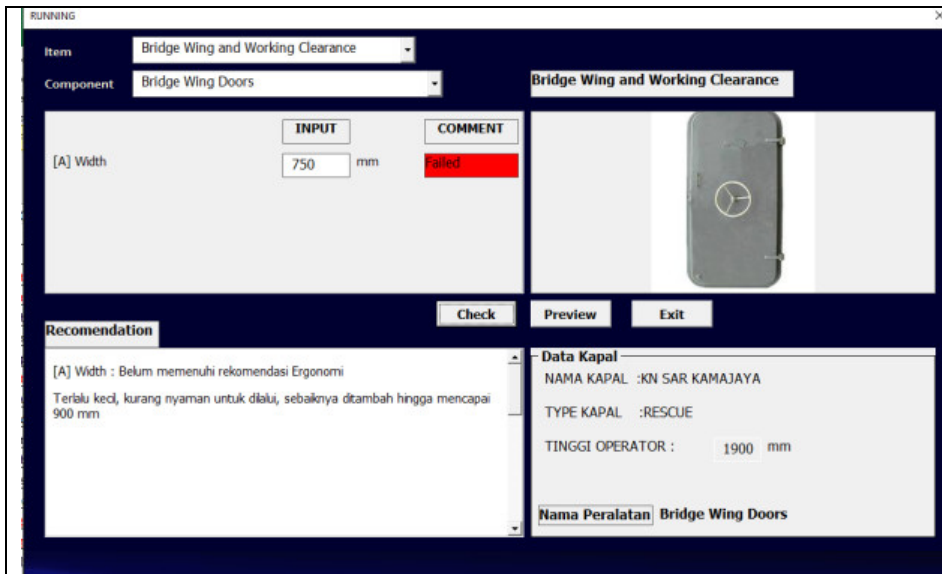 RUNNING
Item Bridge Wing and Working Clearance
Component Bridge Wing Doors
Bridge Wing and Working Clearance
INPUT COMMENT
[A] Width 750 mm Failed
Check Preview Exit
Recomendation
[A] Width : Belum memenuhi rekomendasi Ergonomi
Terlalu kecil, kurang nyaman untuk dilalui, sebaiknya ditambah hingga mencapai
900 mm
Data Kapal
NAMA KAPAL :KN SAR KAMAJAYA
TYPE KAPAL :RESCUE
TINGGI OPERATOR : 1900 mm
Nama Peralatan Bridge Wing Doors